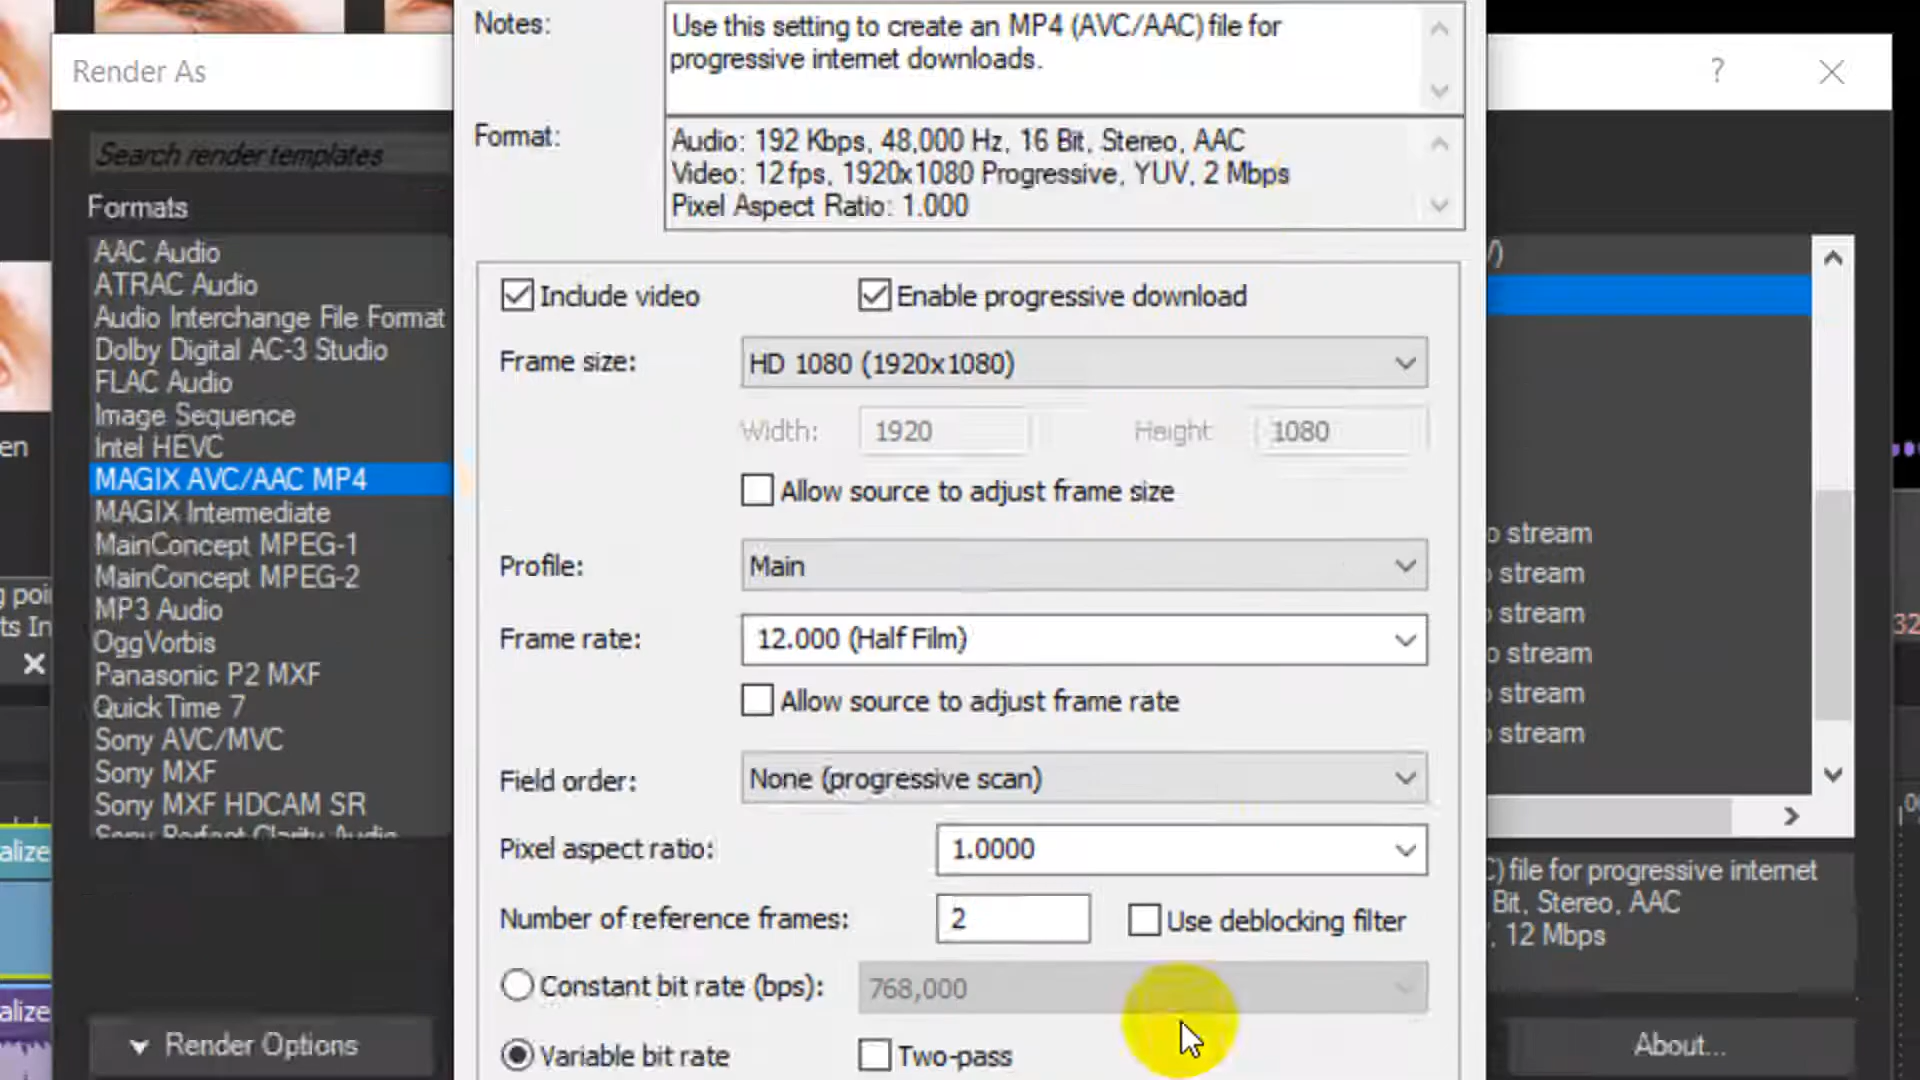 Render As
Search render templates
Formats
AAC Audio
ATRAC Audio
Audio Interchange File Format
Dolby Digital AC-3 Studio
FLAC Audio
Image Sequence
Intel HEVC
MAGIX AVC/AAC MP4
MAGIX Intermediate
MainConcept MPEG-1
MainConcept MPEG-2
MP3 Audio
OggVorbis
Panasonic P2 MXF
QuickTime 7
Sony AVC/MVC
Sony MXF
Sony MXF HDCAM SR
Sony Perfect Clarity Audio
Render Options
Notes:
Use this setting to create an MP4 (AVC/AAC) file for
progressive internet downloads.
Format:
Audio: 192 Kbps, 48,000 Hz, 16 Bit, Stereo, AAC
Video: 12 fps, 1920x1080 Progressive, YUV, 2 Mbps
Pixel Aspect Ratio: 1.000
Include video
Enable progressive download
Frame size:
HD 1080 (1920x1080)
Width: 1920
Height: 1080
Allow source to adjust frame size
Profile:
Main
Frame rate:
12.000 (Half Film)
Allow source to adjust frame rate
Field order:
None (progressive scan)
Pixel aspect ratio:
1.0000
Number of reference frames:
2
Use deblocking filter
Constant bit rate (bps):
768,000
Variable bit rate
Two-pass
?
stream
stream
stream
stream
stream
stream
file for progressive internet
Bit, Stereo, AAC
, 12 Mbps
About...